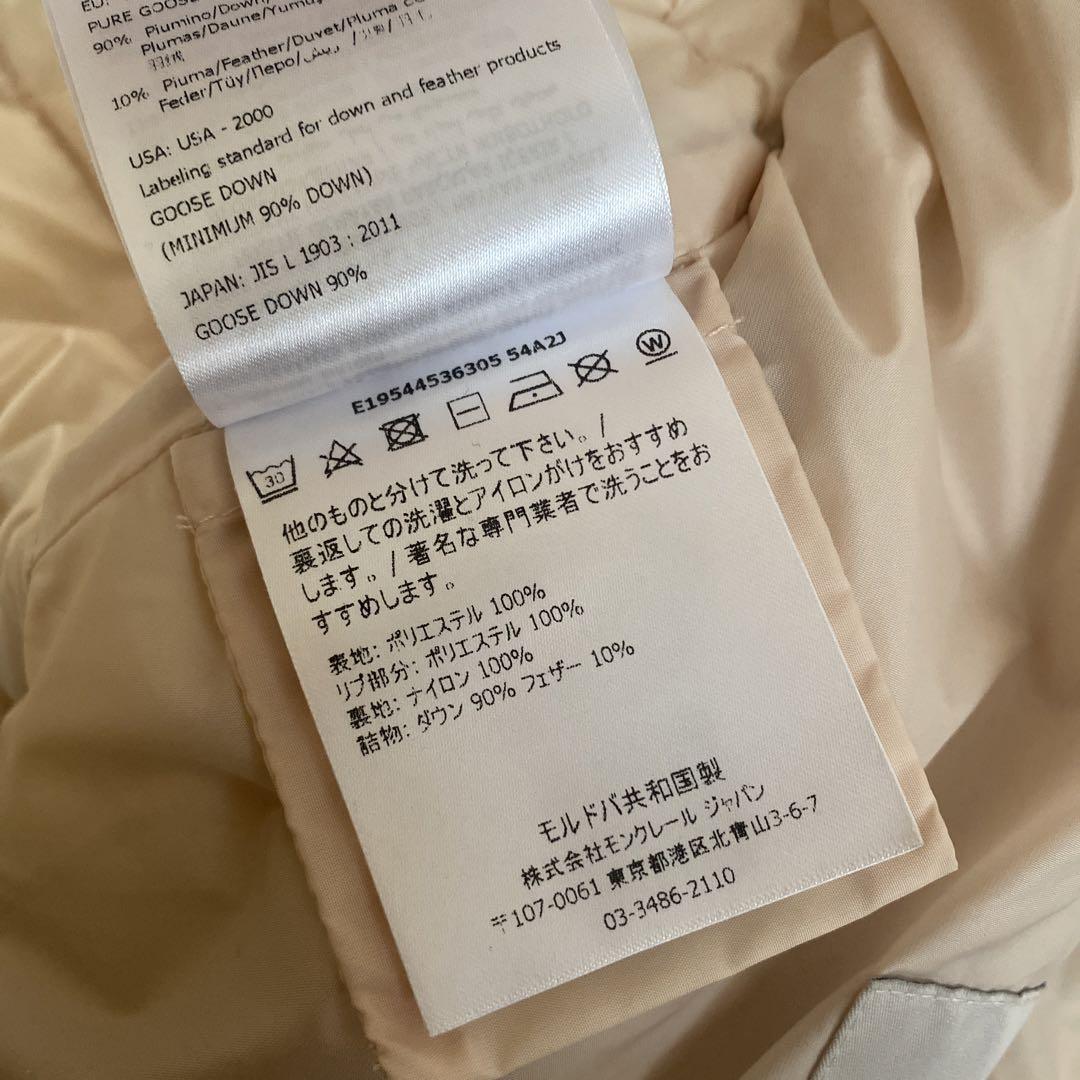 EU:
PURE GOOSE
90% Piumino/Down/
Plumas/Daune/Yumuş
羽絨
10% Piuma/Feather/Duvet/Pluma
Feder/Tüy/Перо/ريش/
USA: USA - 2000
Labeling standard for down and feather products
GOOSE DOWN
(MINIMUM 90% DOWN)
JAPAN: JIS L 1903 : 2011
GOOSE DOWN 90%
E19544536305 54A2J
30
W
他のものと分けて洗って下さい。/
裏返しての洗濯とアイロンがけをおすすめ
します。/著名な専門業者で洗うことをお
すすめします。
表地: ポリエステル 100%
リブ部分: ポリエステル 100%
裏地: ナイロン 100%
詰物: ダウン 90% フェザー 10%
モルドバ共和国製
株式会社モンクレール ジャパン
〒107-0061 東京都港区北青山3-6-7
03-3486-2110